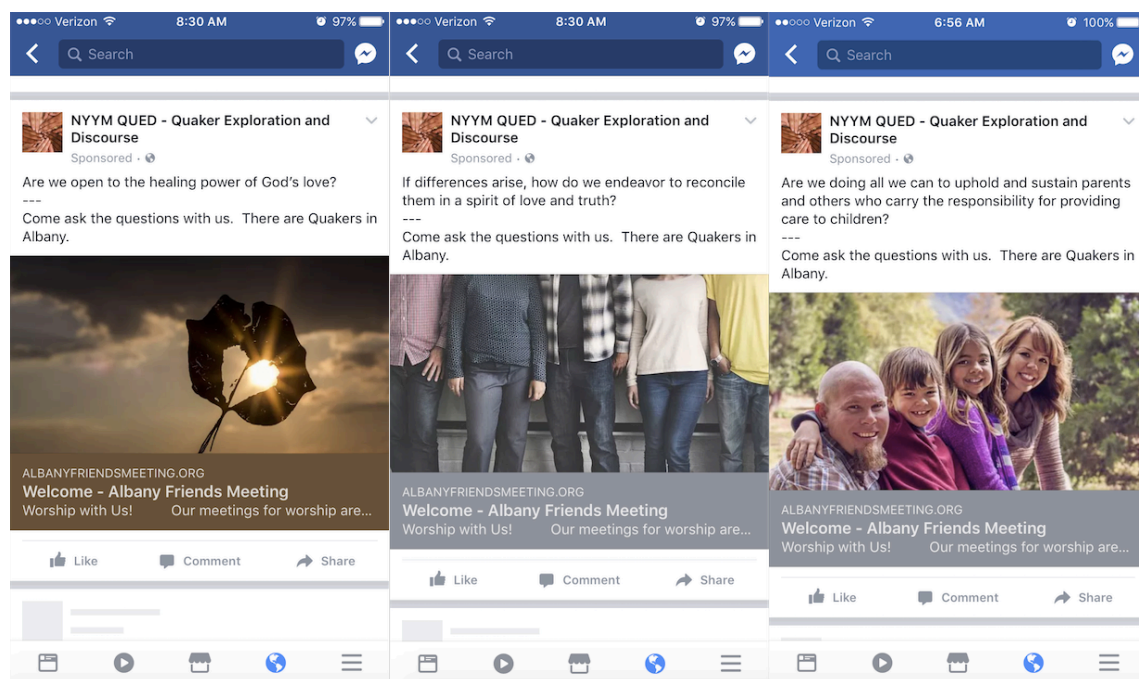 Verizon 8:30 AM 97%
Search
NYYM QUED - Quaker Exploration and
Discourse
Sponsored ·
Are we open to the healing power of God's love?
---
Come ask the questions with us.  There are Quakers in
Albany.
ALBANYFRIENDSMEETING.ORG
Welcome - Albany Friends Meeting
Worship with Us!        Our meetings for worship are...
Like Comment Share
Verizon 8:30 AM 97%
Search
NYYM QUED - Quaker Exploration and
Discourse
Sponsored ·
If differences arise, how do we endeavor to reconcile
them in a spirit of love and truth?
---
Come ask the questions with us.  There are Quakers in
Albany.
ALBANYFRIENDSMEETING.ORG
Welcome - Albany Friends Meeting
Worship with Us!        Our meetings for worship are...
Like Comment Share
Verizon 6:56 AM 100%
Search
NYYM QUED - Quaker Exploration and
Discourse
Sponsored ·
Are we doing all we can to uphold and sustain parents
and others who carry the responsibility for providing
care to children?
---
Come ask the questions with us.  There are Quakers in
Albany.
ALBANYFRIENDSMEETING.ORG
Welcome - Albany Friends Meeting
Worship with Us!        Our meetings for worship are...
Like Comment Share